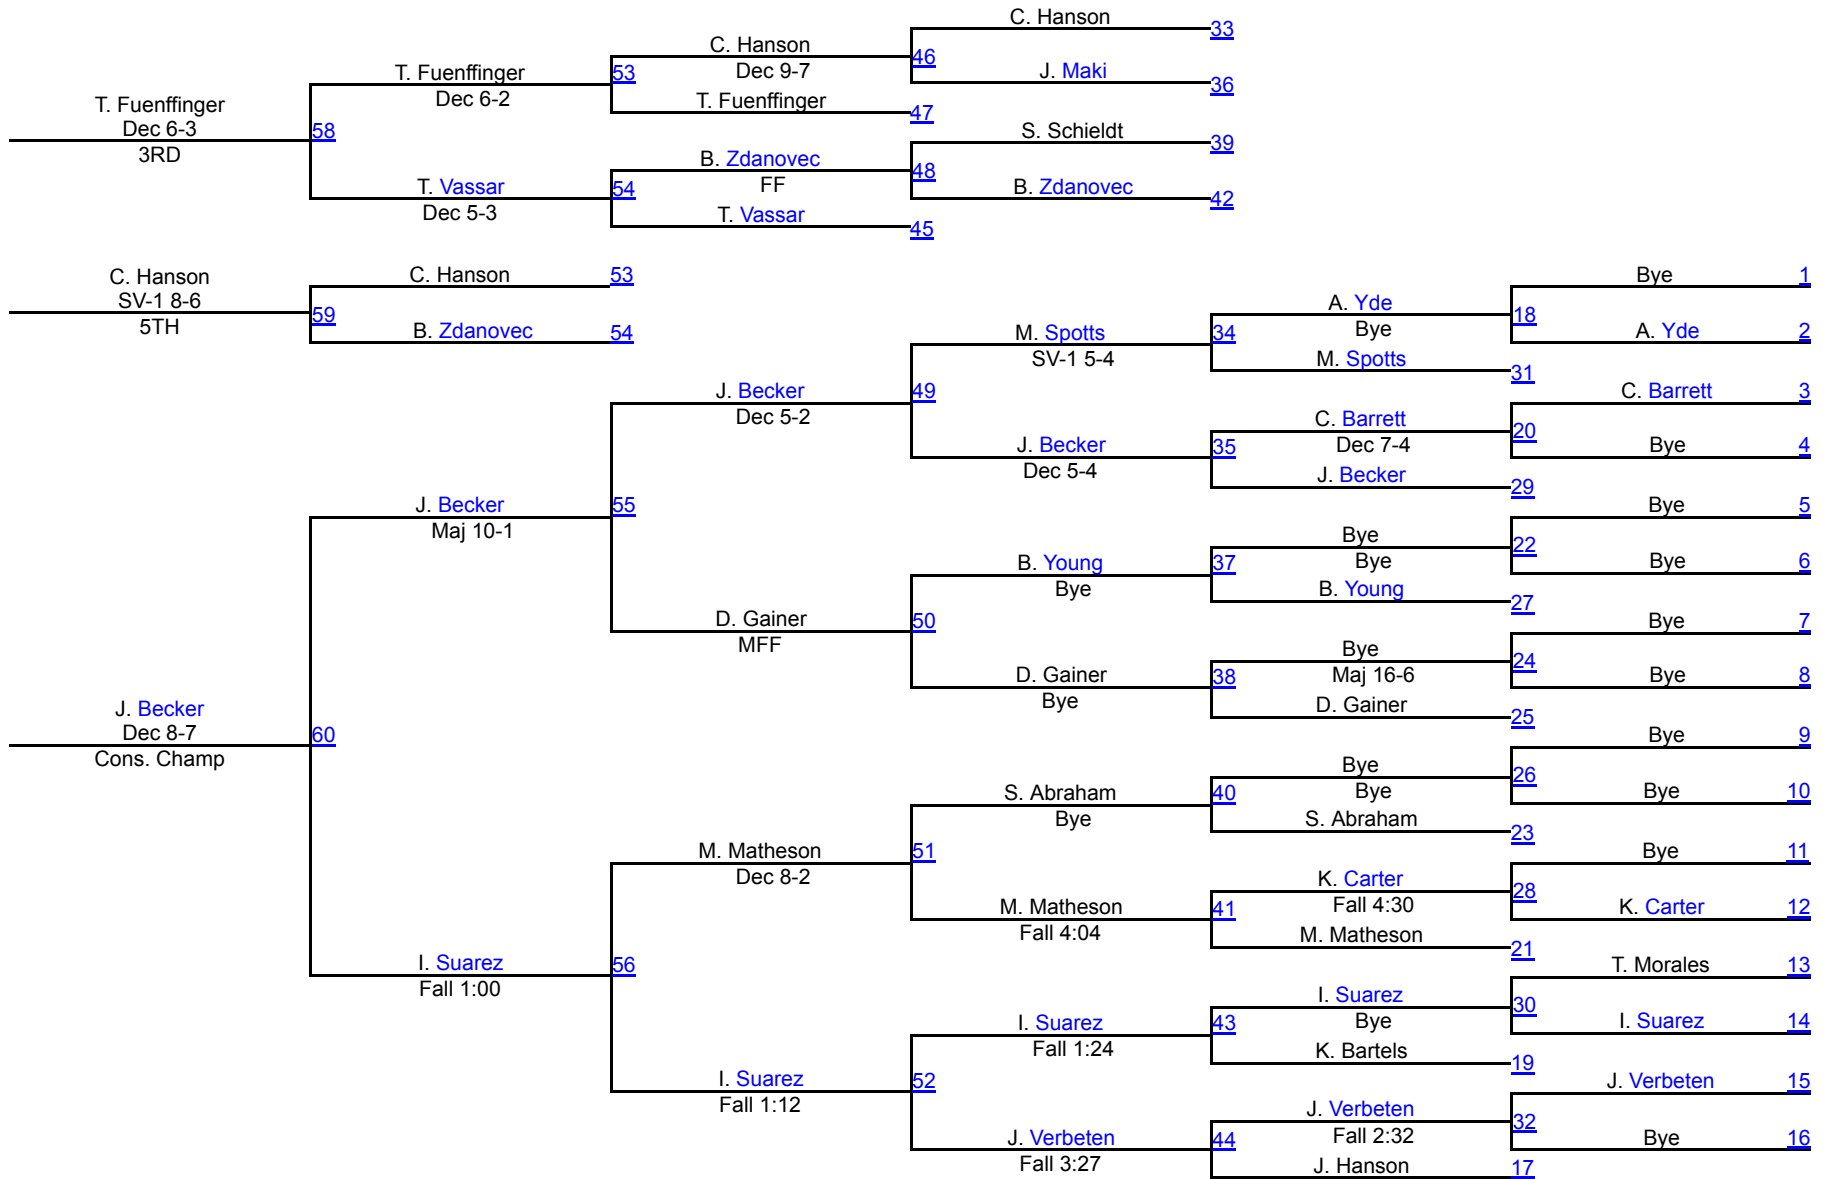 C. Hanson
33
C. Hanson
46
Dec 9-7
J. Maki
36
T. Fuenffinger
53
Dec 6-2
T. Fuenffinger
47
T. Fuenffinger
Dec 6-3
58
3RD
S. Schieldt
39
B. Zdanovec
48
FF
T. Vassar
54
Dec 5-3
B. Zdanovec
42
T. Vassar
45
C. Hanson
SV-1 8-6
59
5TH
C. Hanson
53
B. Zdanovec
54
Bye
1
A. Yde
18
Bye
A. Yde
2
M. Spotts
34
SV-1 5-4
M. Spotts
31
J. Becker
49
Dec 5-2
C. Barrett
3
C. Barrett
20
Dec 7-4
Bye
4
J. Becker
35
Dec 5-4
J. Becker
29
J. Becker
55
Maj 10-1
Bye
5
Bye
22
Bye
Bye
6
B. Young
37
Bye
B. Young
27
D. Gainer
50
MFF
Bye
7
Bye
24
Maj 16-6
Bye
8
D. Gainer
38
Bye
D. Gainer
25
J. Becker
Dec 8-7
60
Cons. Champ
Bye
9
Bye
26
Bye
Bye
10
S. Abraham
40
Bye
S. Abraham
23
M. Matheson
51
Dec 8-2
Bye
11
K. Carter
28
Fall 4:30
K. Carter
12
M. Matheson
41
Fall 4:04
M. Matheson
21
I. Suarez
56
Fall 1:00
T. Morales
13
I. Suarez
30
Bye
I. Suarez
14
I. Suarez
43
Fall 1:24
K. Bartels
19
I. Suarez
52
Fall 1:12
J. Verbeten
15
J. Verbeten
32
Fall 2:32
Bye
16
J. Verbeten
44
Fall 3:27
J. Hanson
17